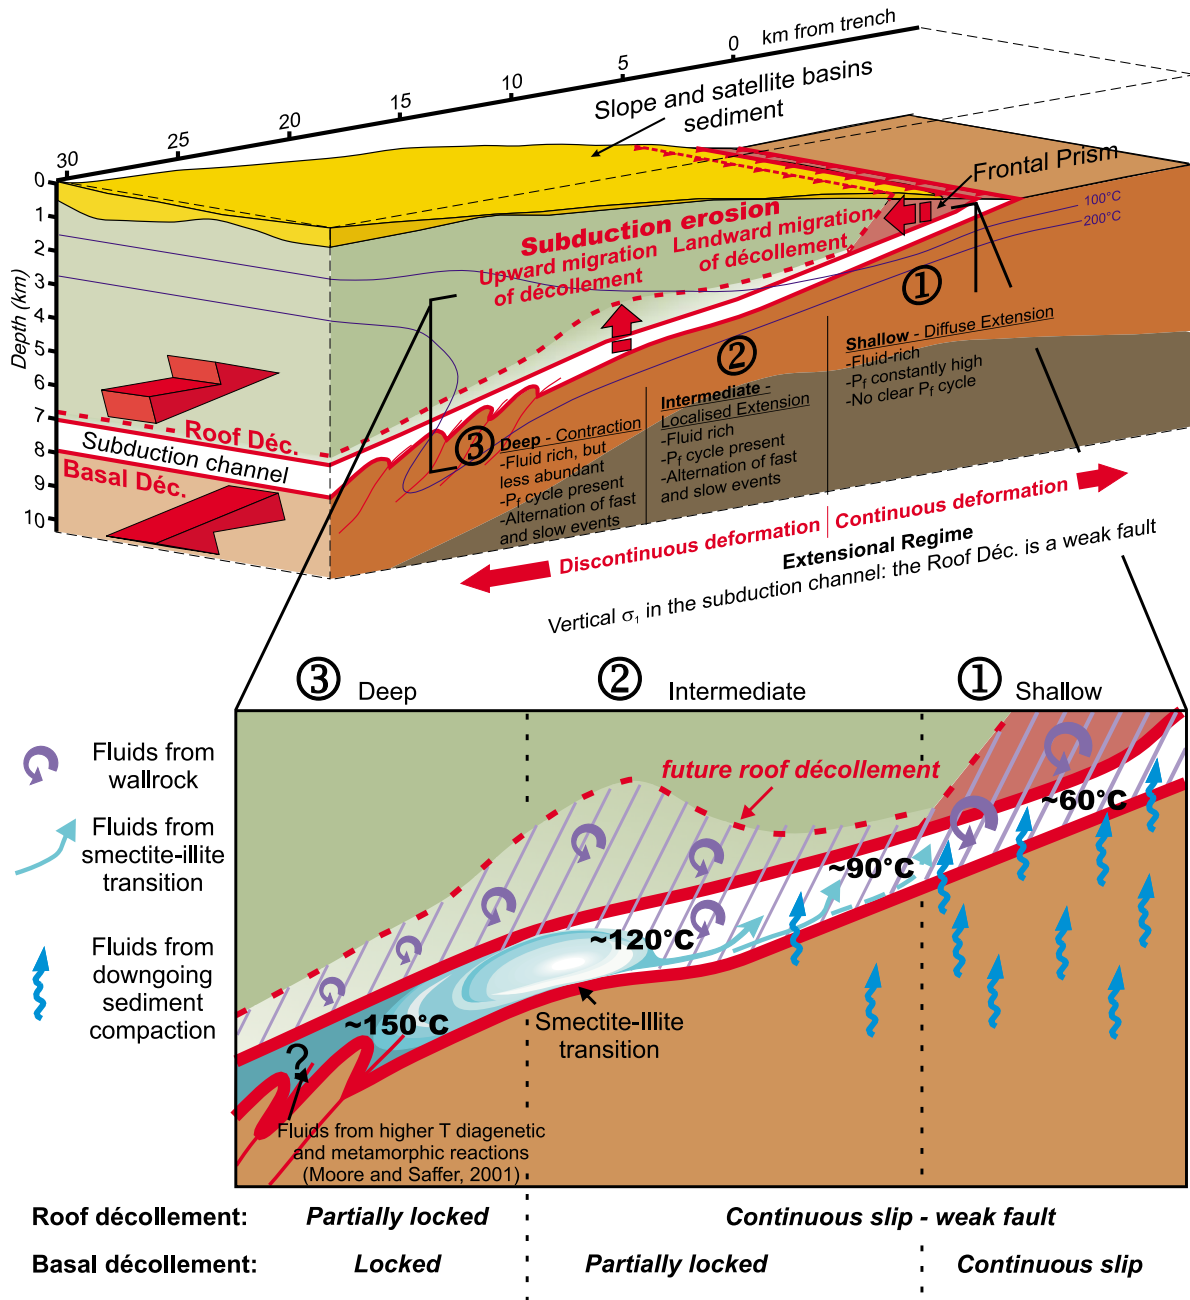 km from trench
0
5
10
15
20
25
30
Slope and satellite basins
sediment
Frontal Prism
100°C
200°C
Depth (km)
0
1
2
3
4
5
6
7
8
9
10
Subduction erosion
Upward migration
of décollement
Landward migration
of décollement
①
②
③
Shallow - Diffuse Extension
-Fluid-rich
-Pf constantly high
-No clear Pf cycle
Intermediate -
Localised Extension
-Fluid rich
-Pf cycle present
-Alternation of fast
and slow events
Deep - Contraction
-Fluid rich, but
less abundant
-Pf cycle present
-Alternation of fast
and slow events
Roof Déc.
Subduction channel
Basal Déc.
Discontinuous deformation
Continuous deformation
Extensional Regime
Vertical σ1 in the subduction channel: the Roof Déc. is a weak fault
③ Deep
② Intermediate
① Shallow
Fluids from
wallrock
Fluids from
smectite-illite
transition
Fluids from
downgoing
sediment
compaction
future roof décollement
~60°C
~90°C
~120°C
~150°C
Smectite-Illite
transition
?
Fluids from higher T diagenetic
and metamorphic reactions
(Moore and Saffer, 2001)
Roof décollement: Partially locked Continuous slip - weak fault
Basal décollement: Locked Partially locked Continuous slip